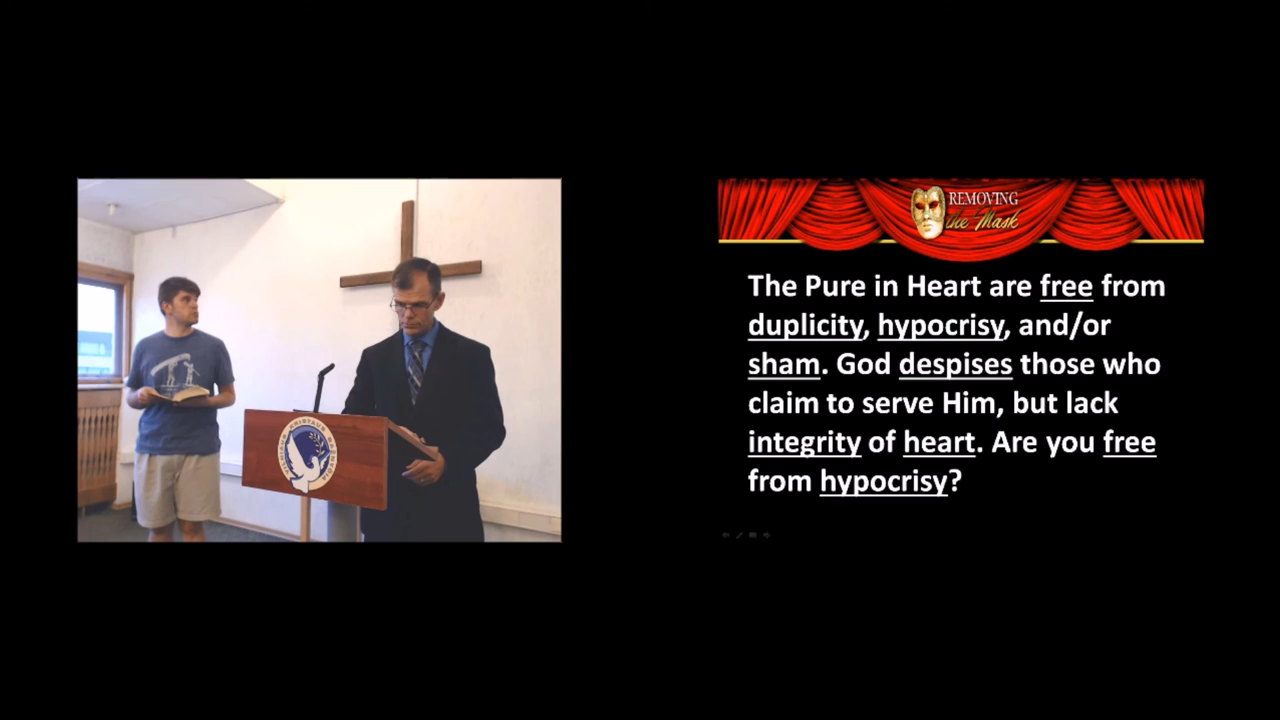 REMOVING
the Mask
The Pure in Heart are free from
duplicity, hypocrisy, and/or
sham. God despises those who
claim to serve Him, but lack
integrity of heart. Are you free
from hypocrisy?